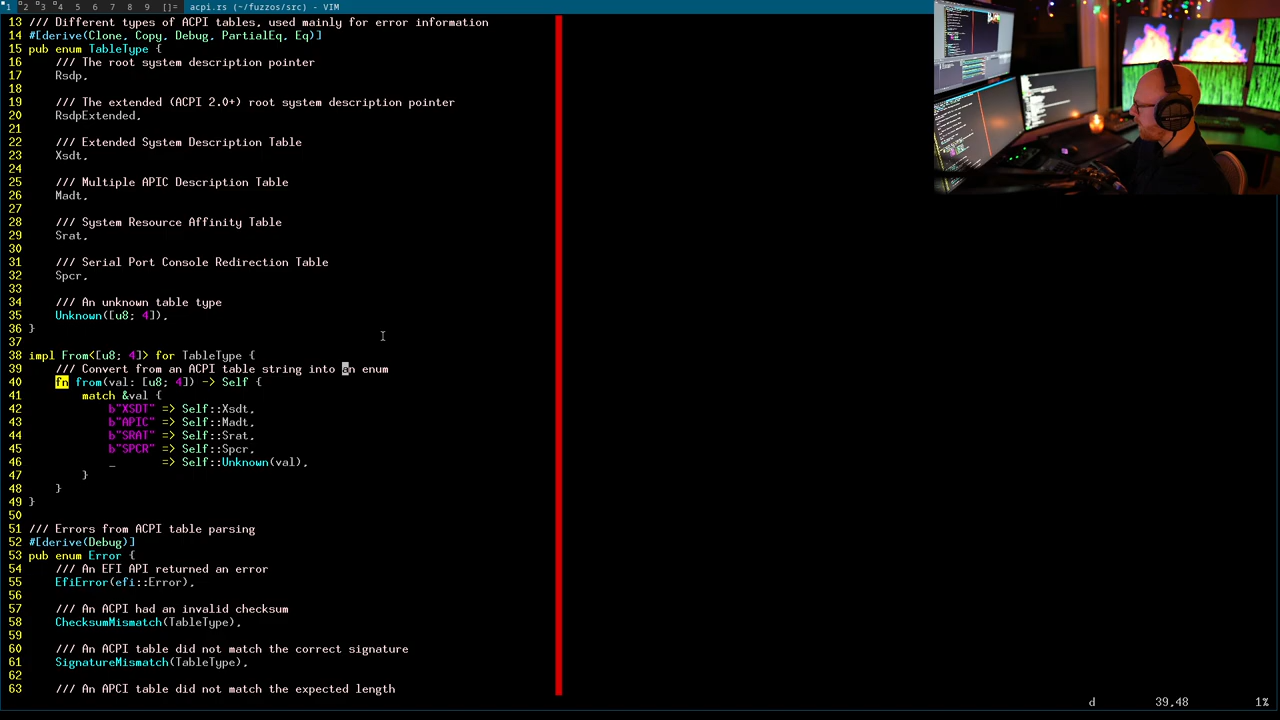 1 2 3 4 5 6 7 8 9 []= acpi.rs (~/fuzzos/src) - VIM
13 /// Different types of ACPI tables, used mainly for error information
14 #[derive(Clone, Copy, Debug, PartialEq, Eq)]
15 pub enum TableType {
16     /// The root system description pointer
17     Rsdp,
18
19     /// The extended (ACPI 2.0+) root system description pointer
20     RsdpExtended,
21
22     /// Extended System Description Table
23     Xsdt,
24
25     /// Multiple APIC Description Table
26     Madt,
27
28     /// System Resource Affinity Table
29     Srat,
30
31     /// Serial Port Console Redirection Table
32     Spcr,
33
34     /// An unknown table type
35     Unknown([u8; 4]),
36 }
37
38 impl From<[u8; 4]> for TableType {
39     /// Convert from an ACPI table string into an enum
40     fn from(val: [u8; 4]) -> Self {
41         match &val {
42             b"XSDT" => Self::Xsdt,
43             b"APIC" => Self::Madt,
44             b"SRAT" => Self::Srat,
45             b"SPCR" => Self::Spcr,
46             _       => Self::Unknown(val),
47         }
48     }
49 }
50
51 /// Errors from ACPI table parsing
52 #[derive(Debug)]
53 pub enum Error {
54     /// An EFI API returned an error
55     EfiError(efi::Error),
56
57     /// An ACPI had an invalid checksum
58     ChecksumMismatch(TableType),
59
60     /// An ACPI table did not match the correct signature
61     SignatureMismatch(TableType),
62
63     /// An APCI table did not match the expected length
d 39,48 1%